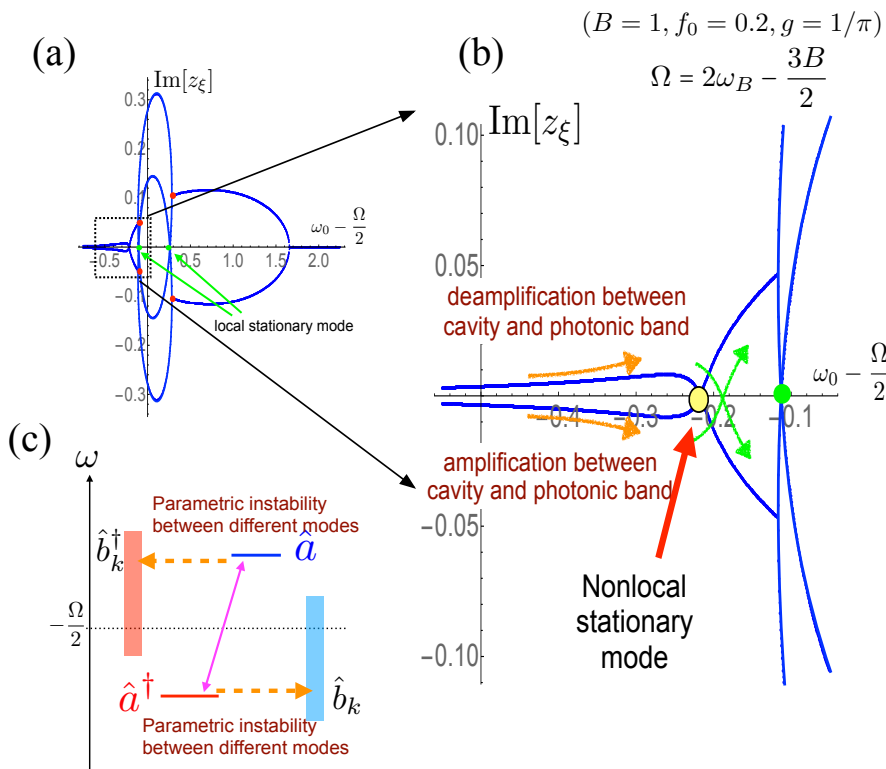 (B = 1, f₀ = 0.2, g = 1/π)
Ω = 2ω_B − 3B/2
(a)
Im[z_ξ]
0.3
0.2
0.1
ω₀ − Ω/2
−0.5
0.5
1.0
1.5
2.0
−0.1
local stationary mode
−0.2
−0.3
(b)
Im[z_ξ]
0.10
0.05
deamplification between
cavity and photonic band
ω₀ − Ω/2
−0.4
−0.3
−0.2
−0.1
amplification between
cavity and photonic band
−0.05
Nonlocal
stationary
mode
−0.10
(c)
ω
Parametric instability
between different modes
b̂_k†
â
−Ω/2
â†
b̂_k
Parametric instability
between different modes